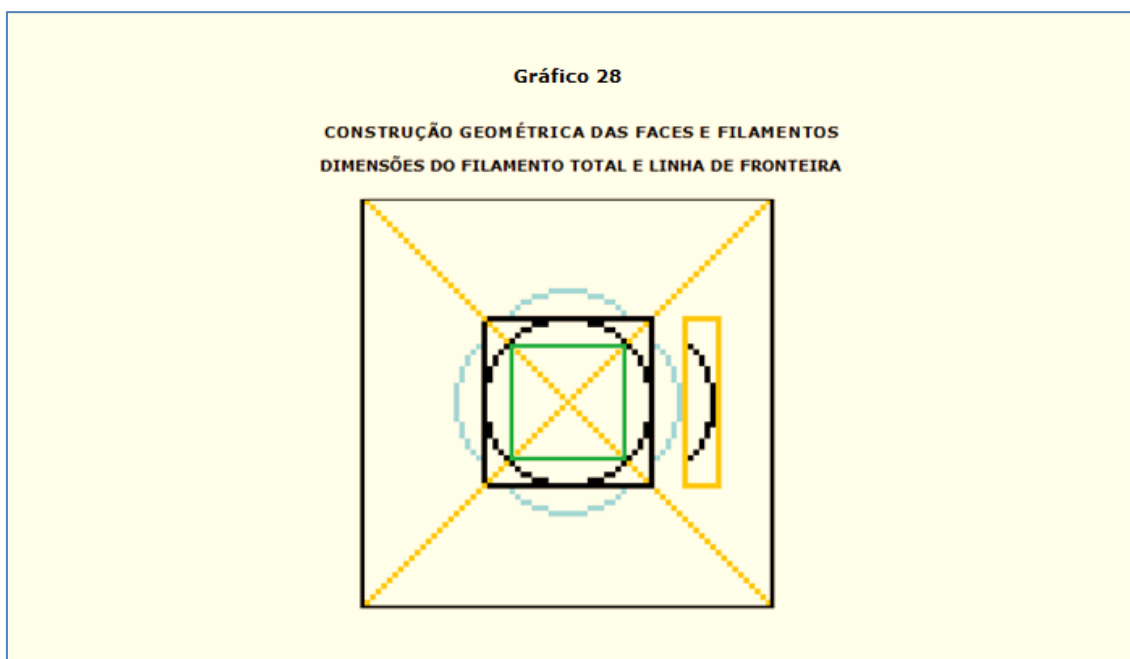 Gráfico 28
CONSTRUÇÃO GEOMÉTRICA DAS FACES E FILAMENTOS
DIMENSÕES DO FILAMENTO TOTAL E LINHA DE FRONTEIRA